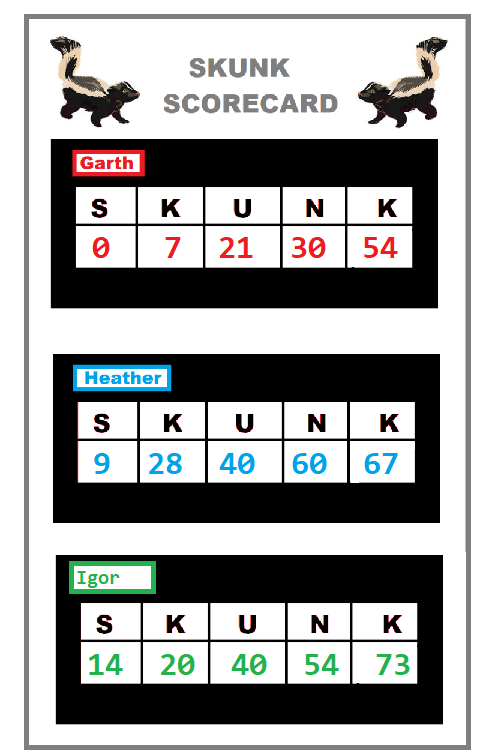 SKUNK
SCORECARD
Garth
S K U N K
0 7 21 30 54
Heather
S K U N K
9 28 40 60 67
Igor
S K U N K
14 20 40 54 73